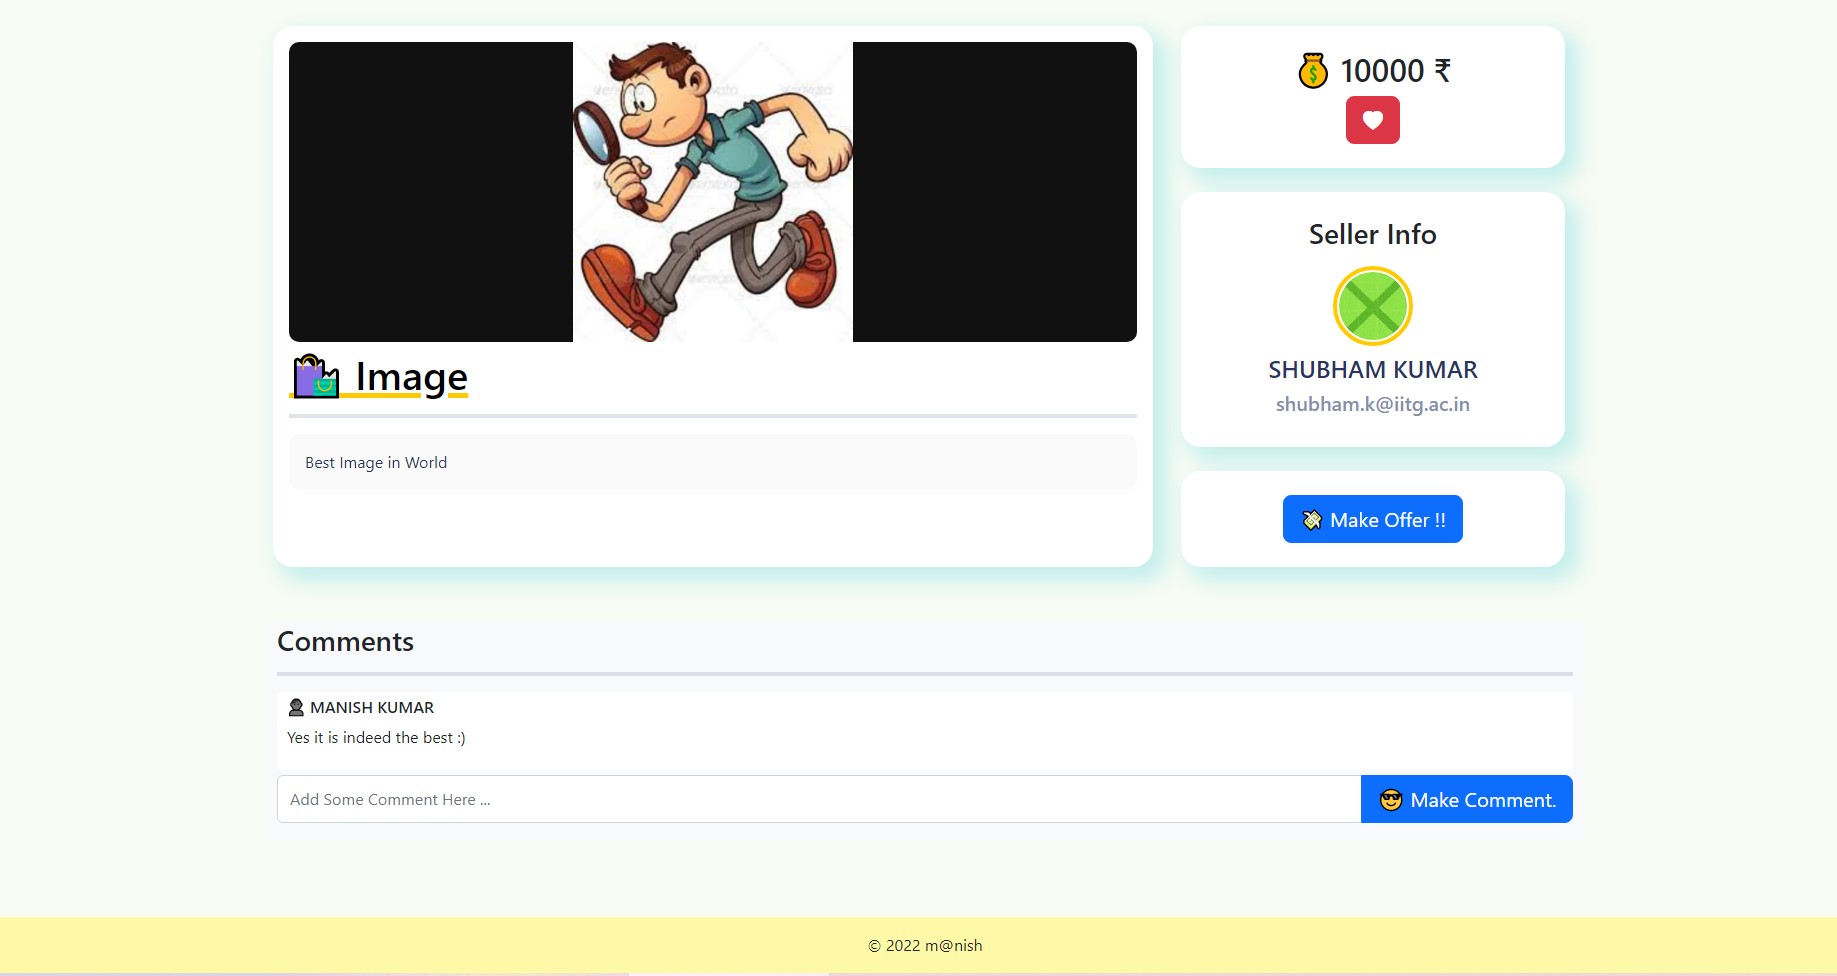 10000 ₹
Image
Best Image in World
Seller Info
SHUBHAM KUMAR
shubham.k@iitg.ac.in
Make Offer !!
Comments
MANISH KUMAR
Yes it is indeed the best :)
Add Some Comment Here ...
Make Comment.
© 2022 m@nish